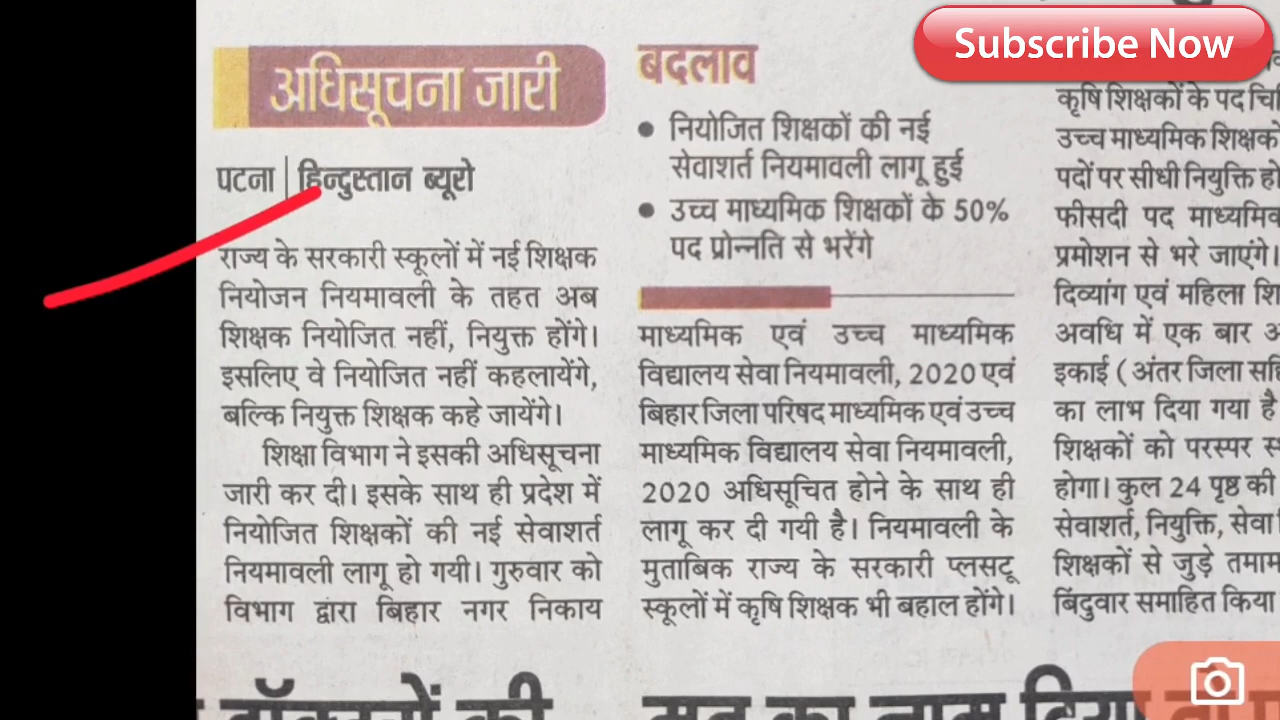 Subscribe Now
अधिसूचना जारी
पटना | हिन्दुस्तान ब्यूरो
राज्य के सरकारी स्कूलों में नई शिक्षक
नियोजन नियमावली के तहत अब
शिक्षक नियोजित नहीं, नियुक्त होंगे।
इसलिए वे नियोजित नहीं कहलायेंगे,
बल्कि नियुक्त शिक्षक कहे जायेंगे।
शिक्षा विभाग ने इसकी अधिसूचना
जारी कर दी। इसके साथ ही प्रदेश में
नियोजित शिक्षकों की नई सेवाशर्त
नियमावली लागू हो गयी। गुरुवार को
विभाग द्वारा बिहार नगर निकाय
बदलाव
• नियोजित शिक्षकों की नई
सेवाशर्त नियमावली लागू हुई
• उच्च माध्यमिक शिक्षकों के 50%
पद प्रोन्नति से भरेंगे
माध्यमिक एवं उच्च माध्यमिक
विद्यालय सेवा नियमावली, 2020 एवं
बिहार जिला परिषद माध्यमिक एवं उच्च
माध्यमिक विद्यालय सेवा नियमावली,
2020 अधिसूचित होने के साथ ही
लागू कर दी गयी है। नियमावली के
मुताबिक राज्य के सरकारी प्लसटू
स्कूलों में कृषि शिक्षक भी बहाल होंगे।
कृषि शिक्षकों के पद
उच्च माध्यमिक शिक्षकों
पदों पर सीधी नियुक्ति
फीसदी पद माध्यमिक
प्रमोशन से भरे जाएंगे।
दिव्यांग एवं महिला
अवधि में एक बार
इकाई ( अंतर जिला
का लाभ दिया गया है
शिक्षकों को परस्पर
होगा। कुल 24 पृष्ठ की
सेवाशर्त, नियुक्ति, सेवा
शिक्षकों से जुड़े तमाम
बिंदुवार समाहित किया